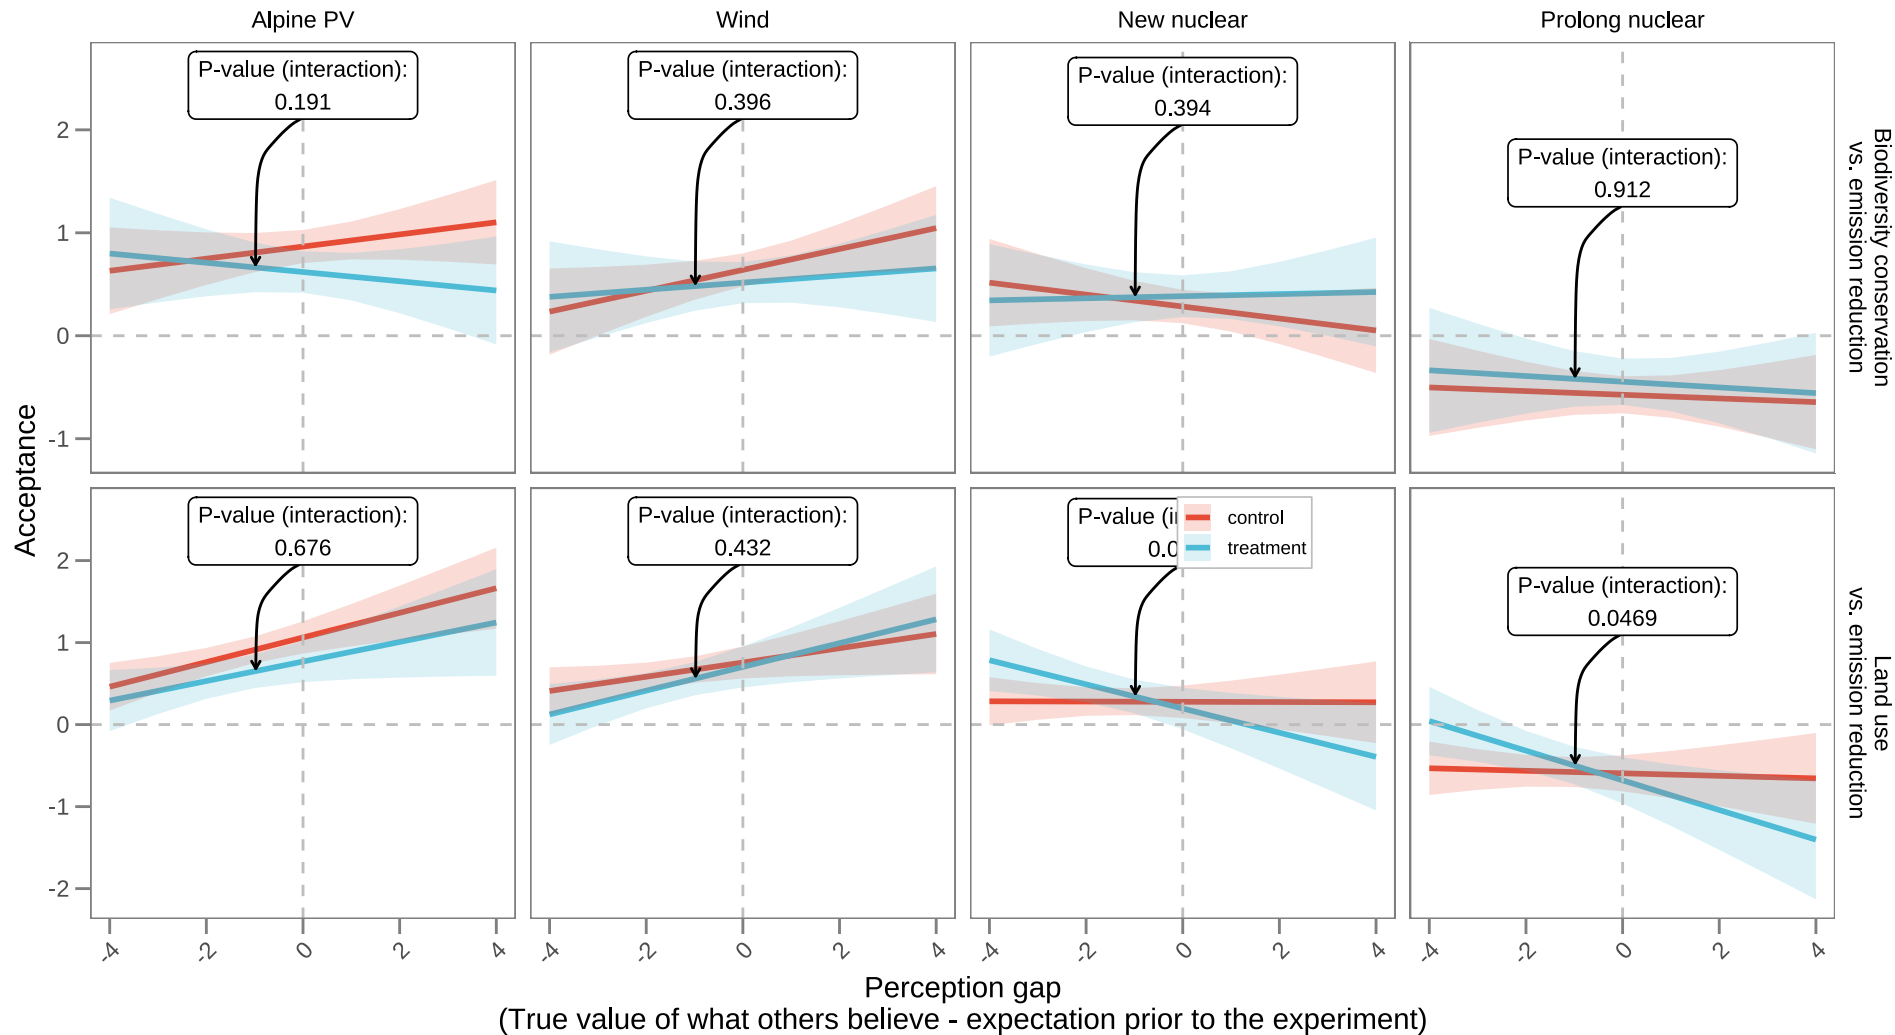 Alpine PV
Wind
New nuclear
Prolong nuclear
P-value (interaction):
0.191
P-value (interaction):
0.396
P-value (interaction):
0.394
P-value (interaction):
0.912
Biodiversity conservation
vs. emission reduction
2
1
0
-1
Acceptance
P-value (interaction):
0.676
P-value (interaction):
0.432
P-value
control
treatment
P-value (interaction):
0.0469
Land use
vs. emission reduction
2
1
0
-1
-2
-4
-2
0
2
4
-4
-2
0
2
4
-4
-2
0
2
4
-4
-2
0
2
4
Perception gap
(True value of what others believe - expectation prior to the experiment)